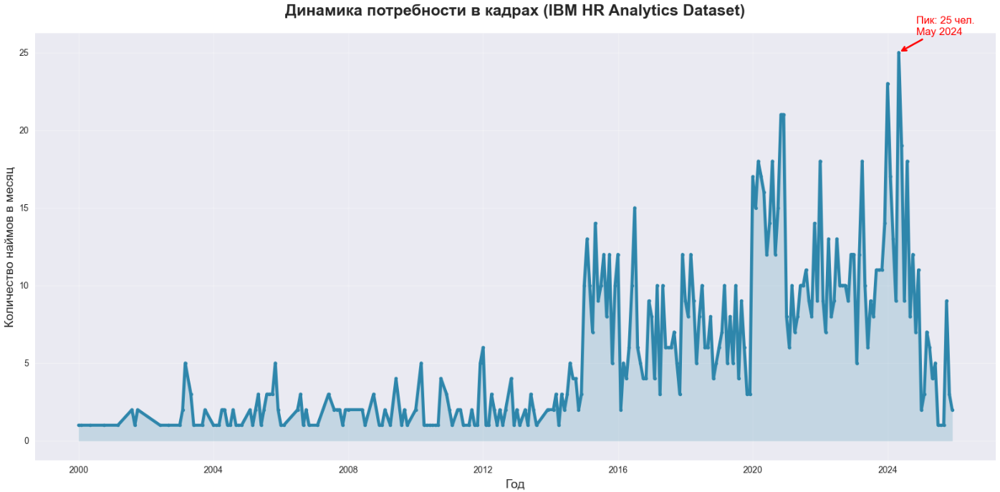 Динамика потребности в кадрах (IBM HR Analytics Dataset)
Пик: 25 чел.
May 2024
Количество наймов в месяц
25
20
15
10
5
0
2000
2004
2008
2012
2016
2020
2024
Год